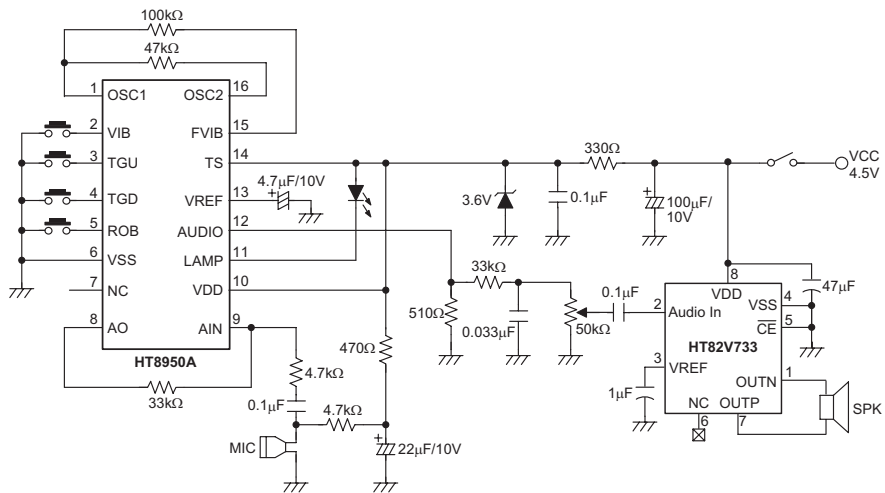 100kΩ
47kΩ
1 OSC1 OSC2 16
2 VIB FVIB 15
3 TGU TS 14
4 TGD VREF 13
5 ROB AUDIO 12
6 VSS LAMP 11
7 NC VDD 10
8 AO AIN 9
HT8950A
33kΩ
4.7μF/10V
+
4.7kΩ
0.1μF
MIC
4.7kΩ
470Ω
+
22μF/10V
3.6V
0.1μF
330Ω
+
100μF/
10V
VCC
4.5V
510Ω
33kΩ
0.033μF
50kΩ
0.1μF
8
VDD
2 Audio In
VSS 4
CE 5
47μF
HT82V733
3 VREF
1μF
OUTN 1
NC OUTP
6 7
SPK